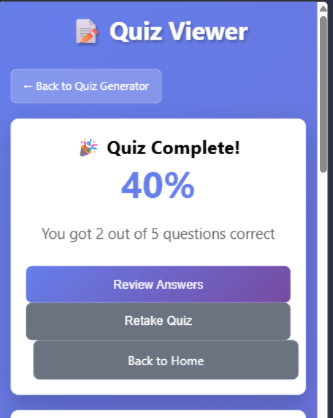 Quiz Viewer
← Back to Quiz Generator
Quiz Complete!
40%
You got 2 out of 5 questions correct
Review Answers
Retake Quiz
Back to Home